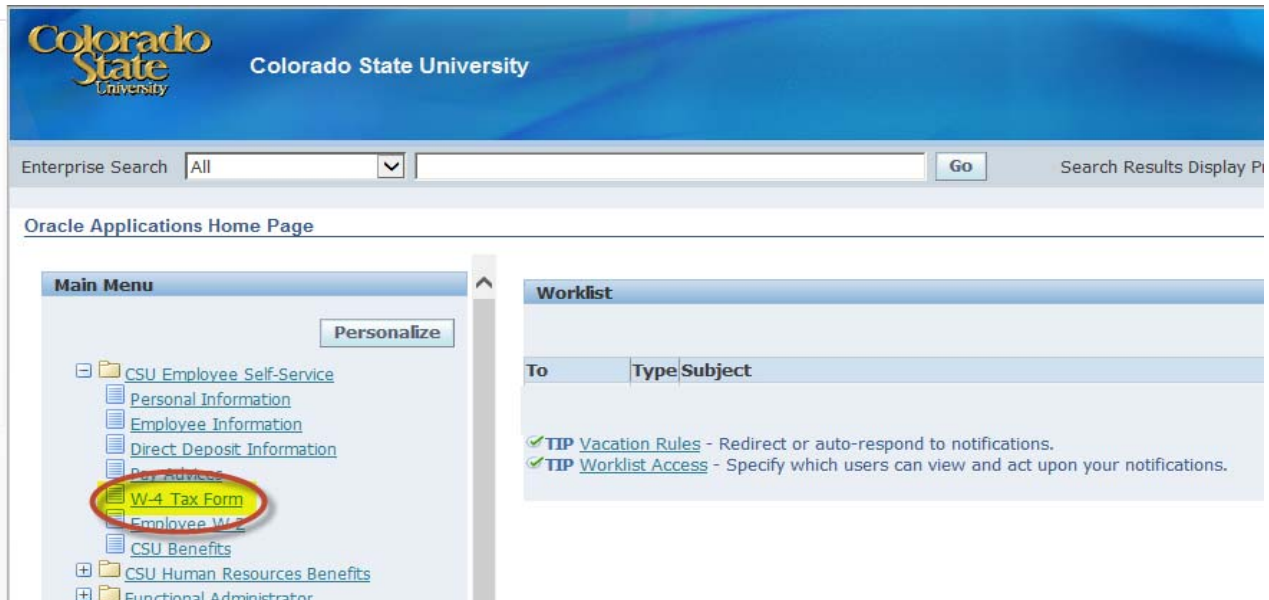 Colorado
State
University
Colorado State University
Enterprise Search All Go Search Results Display Pr
Oracle Applications Home Page
Main Menu
Personalize
CSU Employee Self-Service
Personal Information
Employee Information
Direct Deposit Information
Pay Advices
W-4 Tax Form
Employee W-2
CSU Benefits
CSU Human Resources Benefits
Functional Administrator
Worklist
To Type Subject
TIP Vacation Rules - Redirect or auto-respond to notifications.
TIP Worklist Access - Specify which users can view and act upon your notifications.